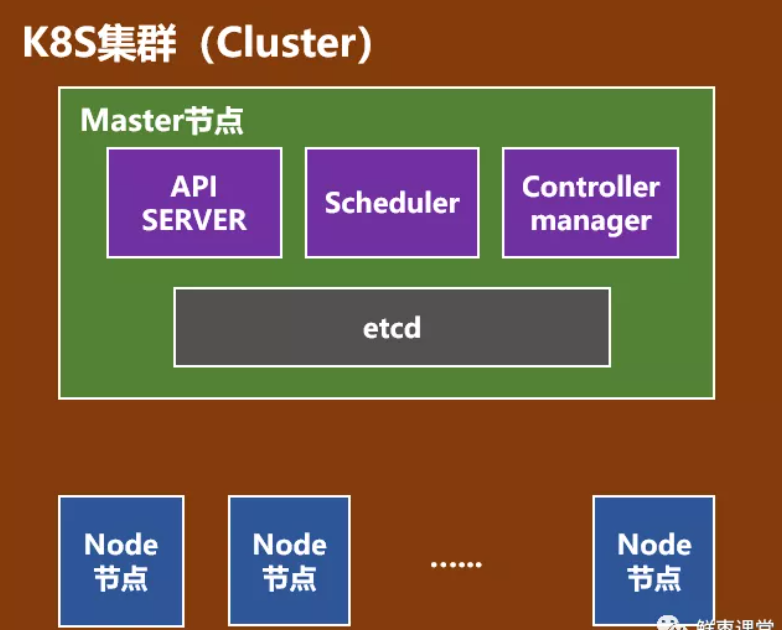 K8S集群（Cluster）
Master节点
API
SERVER
Scheduler
Controller
manager
etcd
Node
节点
Node
节点
......
Node
节点
鲜枣课堂